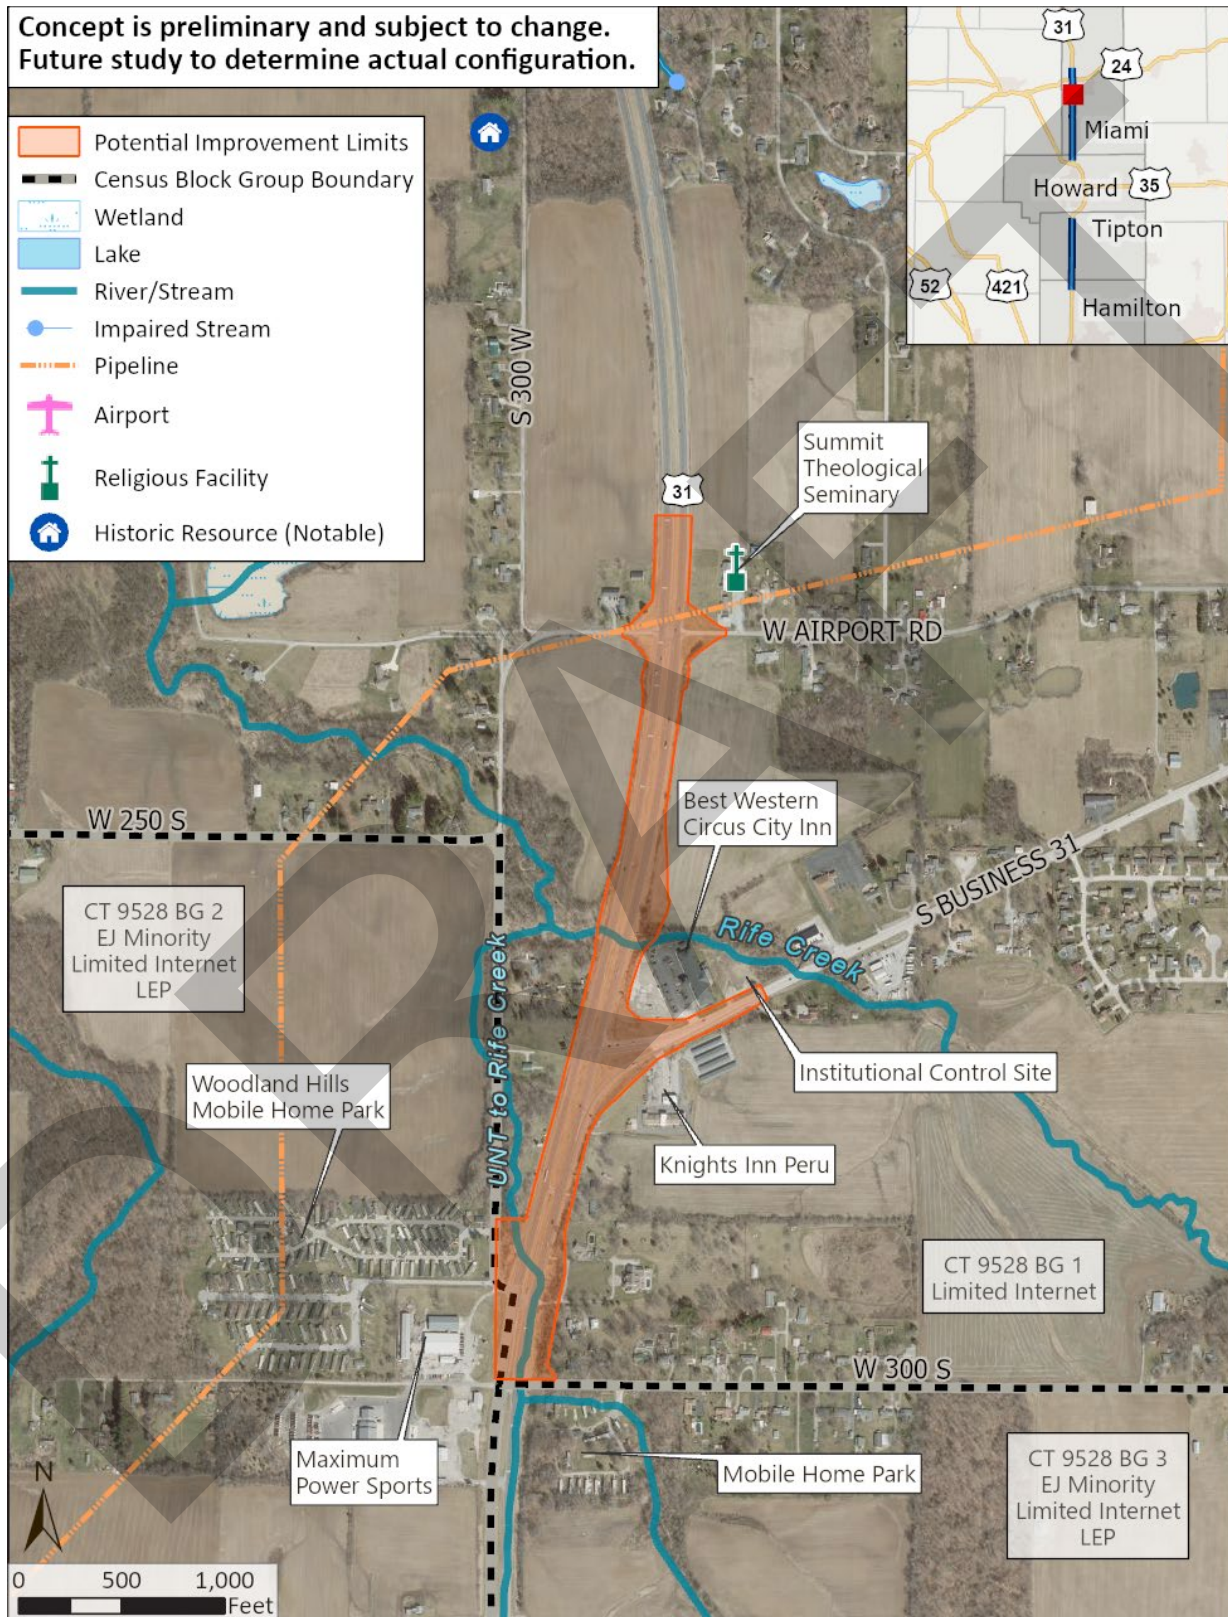 Concept is preliminary and subject to change.
Future study to determine actual configuration.
Potential Improvement Limits
Census Block Group Boundary
Wetland
Lake
River/Stream
Impaired Stream
Pipeline
Airport
Religious Facility
Historic Resource (Notable)
31
24
Miami
Howard
35
Tipton
52
421
Hamilton
S 300 W
31
Summit
Theological
Seminary
W AIRPORT RD
W 250 S
Best Western
Circus City Inn
S BUSINESS 31
CT 9528 BG 2
EJ Minority
Limited Internet
LEP
Rife Creek
UNT to Rife Creek
Institutional Control Site
Woodland Hills
Mobile Home Park
Knights Inn Peru
CT 9528 BG 1
Limited Internet
W 300 S
Maximum
Power Sports
Mobile Home Park
CT 9528 BG 3
EJ Minority
Limited Internet
LEP
N
0 500 1,000
Feet
DRAFT